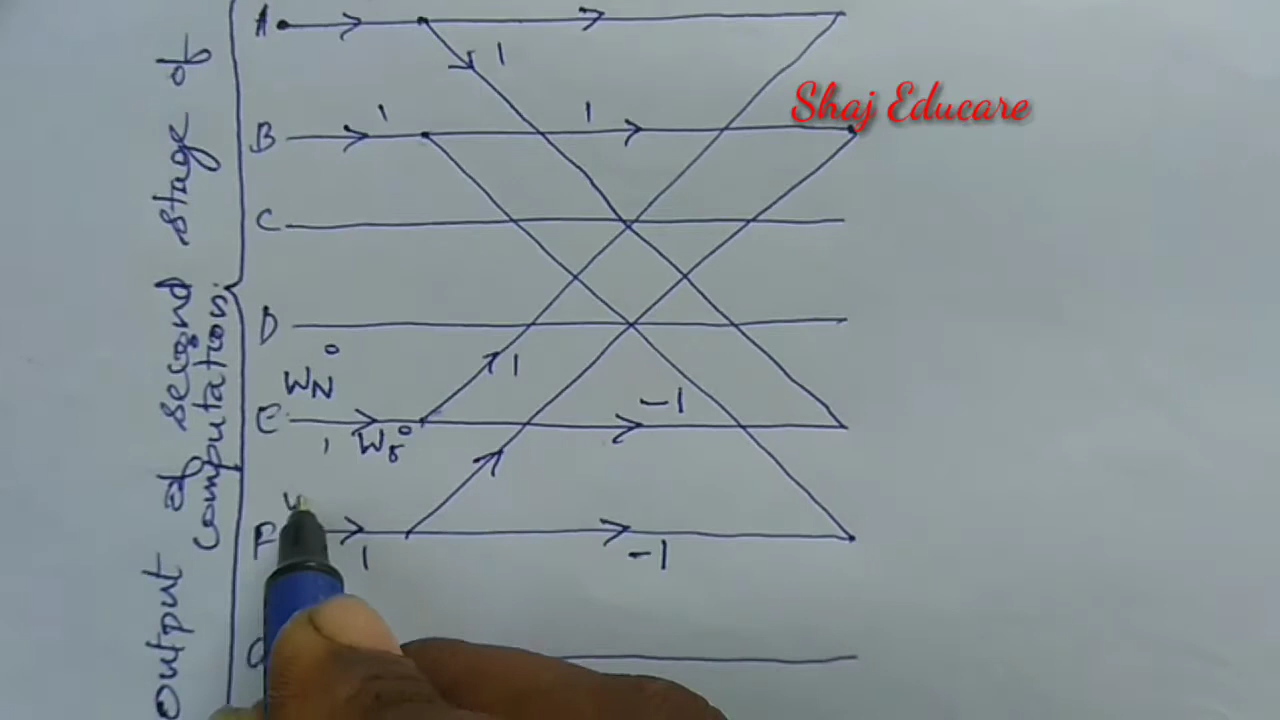 Output of second stage of
computation.
A
1
B
1
1
Shaj Educare
C
D
W_N^0
1
E
-1
1
W_8^0
F
1
-1